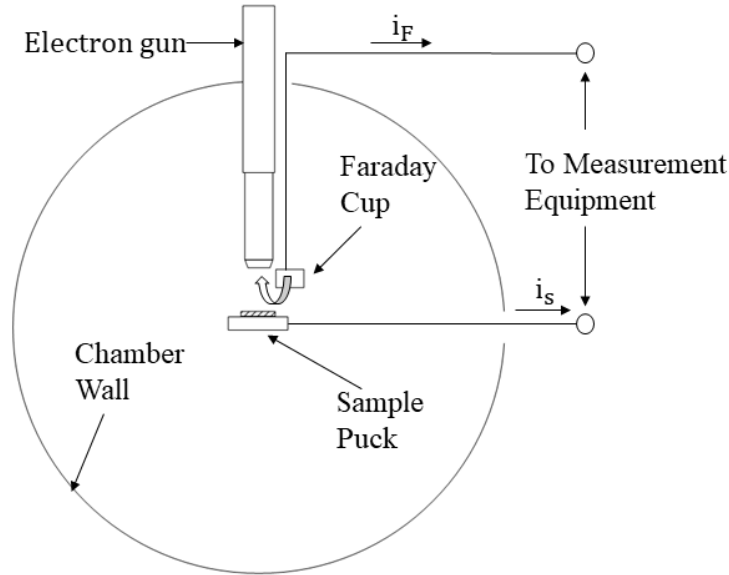 Electron gun
i_F
Faraday
Cup
To Measurement
Equipment
i_s
Chamber
Wall
Sample
Puck